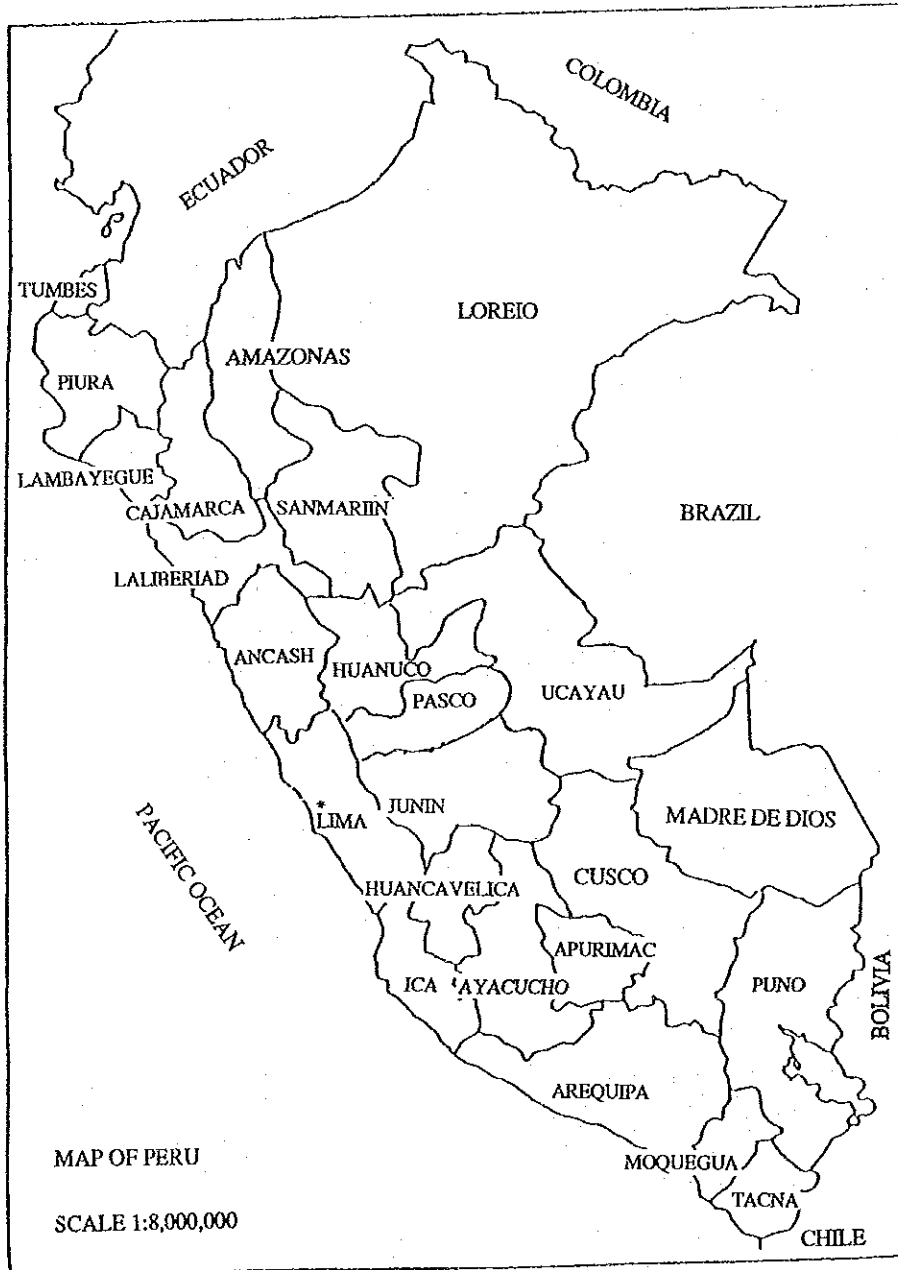 COLOMBIA
ECUADOR
TUMBES
LOREIO
AMAZONAS
PIURA
LAMBAYEGUE
CAJAMARCA
SANMARIIN
BRAZIL
LALIBERIAD
ANCASH
HUANUCO
PASCO
UCAYAU
PACIFIC OCEAN
*LIMA
JUNIN
MADRE DE DIOS
CUSCO
HUANCAVELICA
APURIMAC
ICA
AYACUCHO
PUNO
BOLIVIA
AREQUIPA
MAP OF PERU
MOQUEGUA
TACNA
SCALE 1:8,000,000
CHILE